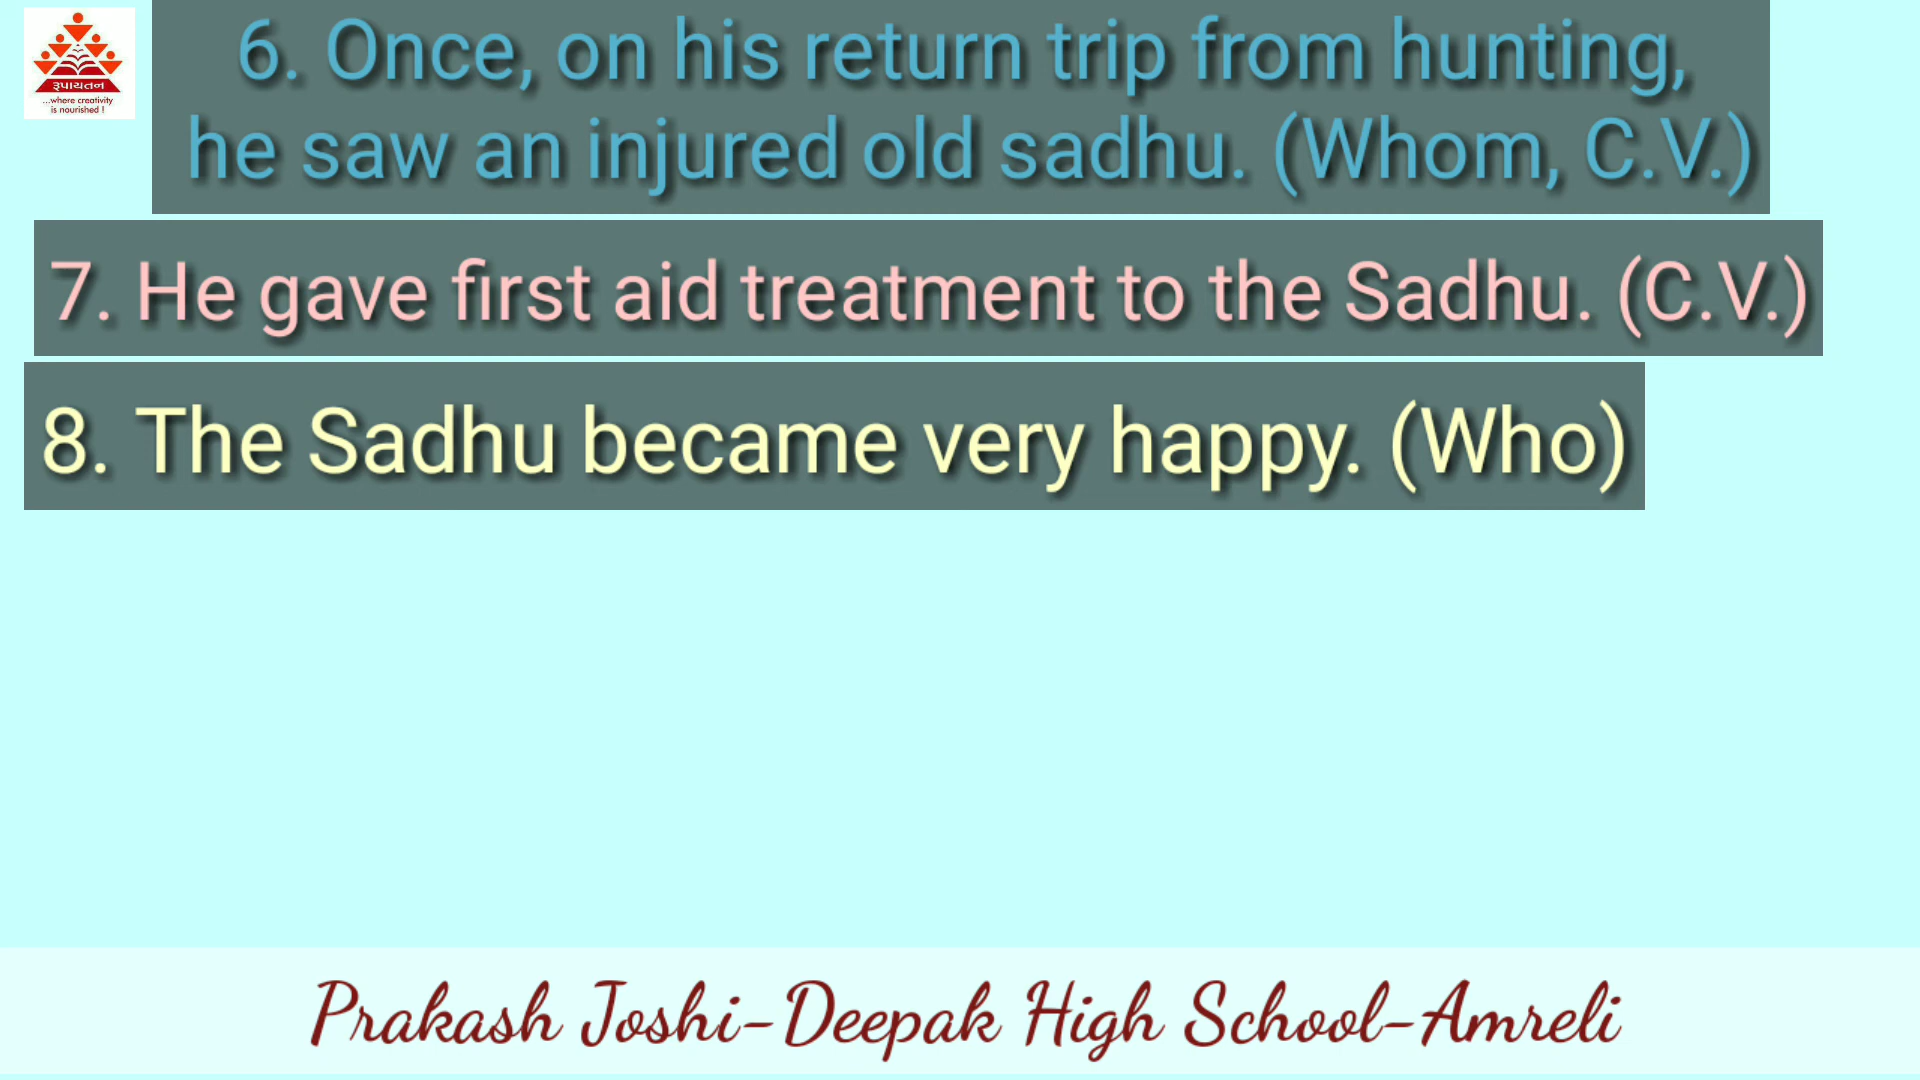 રૂપાયતન
...where creativity
is nourished !
6. Once, on his return trip from hunting,
he saw an injured old sadhu. (Whom, C.V.)
7. He gave first aid treatment to the Sadhu. (C.V.)
8. The Sadhu became very happy. (Who)
Prakash Joshi-Deepak High School-Amreli